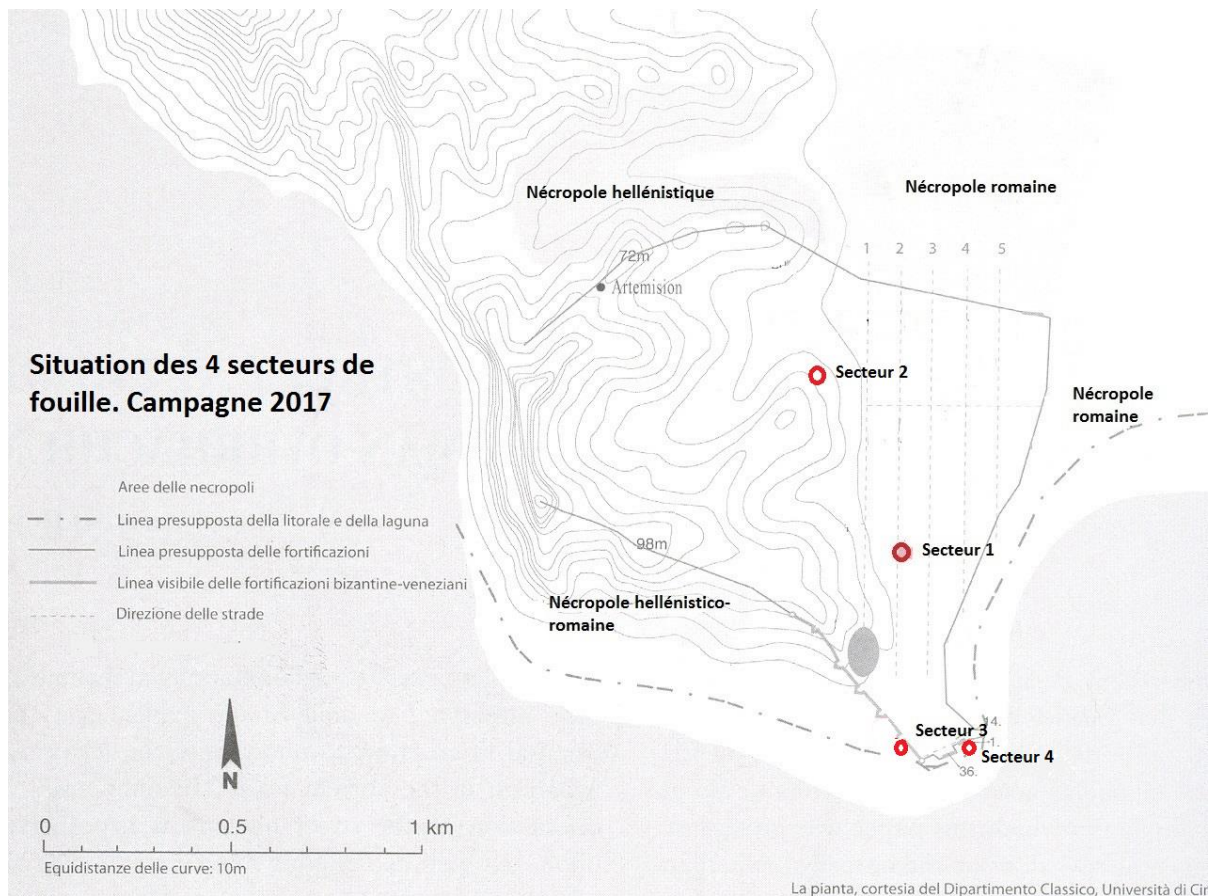 Nécropole hellénistique
Nécropole romaine
1 2 3 4 5
72m
Artemision
Situation des 4 secteurs de
fouille. Campagne 2017
Secteur 2
Nécropole
romaine
Aree delle necropoli
Linea presupposta della litorale e della laguna
Linea presupposta delle fortificazioni
Linea visibile delle fortificazioni bizantine-veneziani
Direzione delle strade
98m
Secteur 1
Nécropole hellénistico-
romaine
Secteur 3
14.
1.
Secteur 4
36.
N
0 0.5 1 km
Equidistanze delle curve: 10m
La pianta, cortesia del Dipartimento Classico, Università di